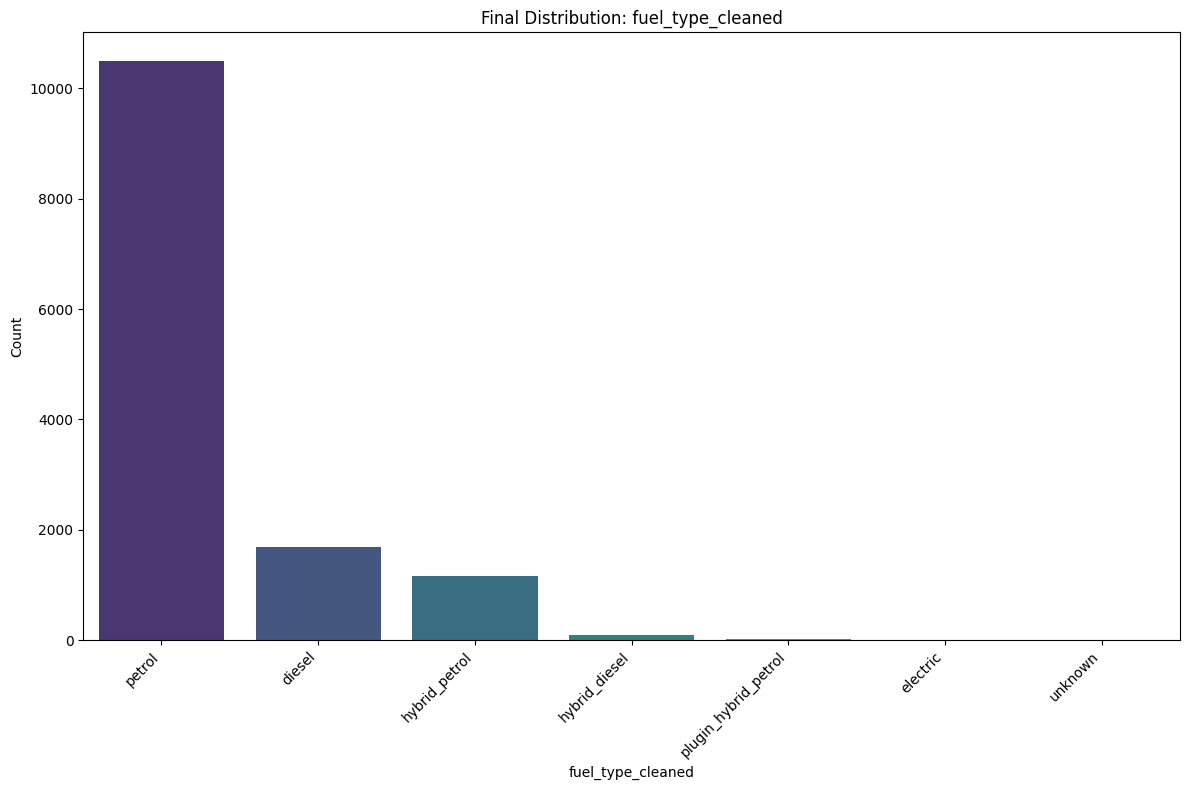 Final Distribution: fuel_type_cleaned
10000
8000
6000
4000
2000
0
Count
petrol
diesel
hybrid_petrol
hybrid_diesel
plugin_hybrid_petrol
electric
unknown
fuel_type_cleaned